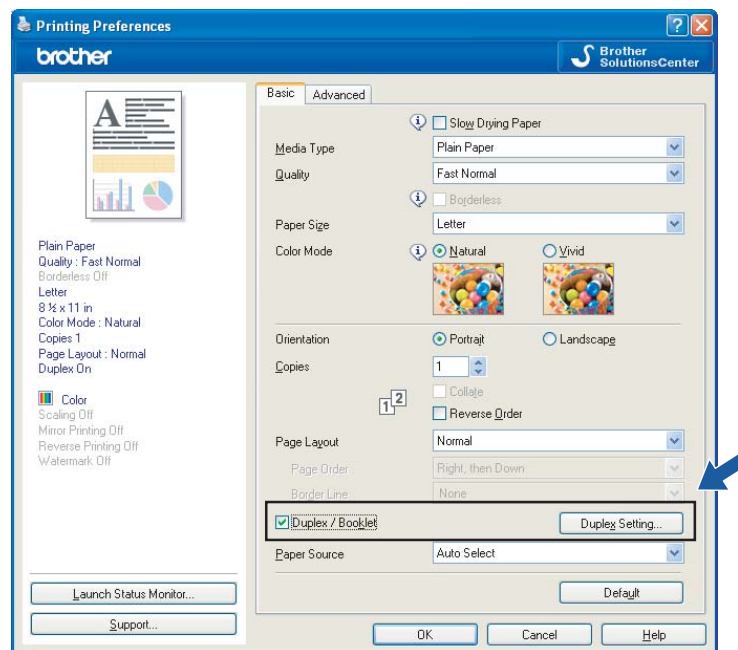 Printing Preferences
brother
Brother
SolutionsCenter
A
Plain Paper
Quality : Fast Normal
Borderless Off
Letter
8 ½ x 11 in
Color Mode : Natural
Copies 1
Page Layout : Normal
Duplex On
Color
Scaling Off
Mirror Printing Off
Reverse Printing Off
Watermark Off
Launch Status Monitor...
Support...
Basic Advanced
Slow Drying Paper
Media Type Plain Paper
Quality Fast Normal
Borderless
Paper Size Letter
Color Mode Natural Vivid
Orientation Portrait Landscape
Copies 1
Collate
1 2
Reverse Order
Page Layout Normal
Page Order Right, then Down
Border Line None
Duplex / Booklet Duplex Setting...
Paper Source Auto Select
Default
OK Cancel Help